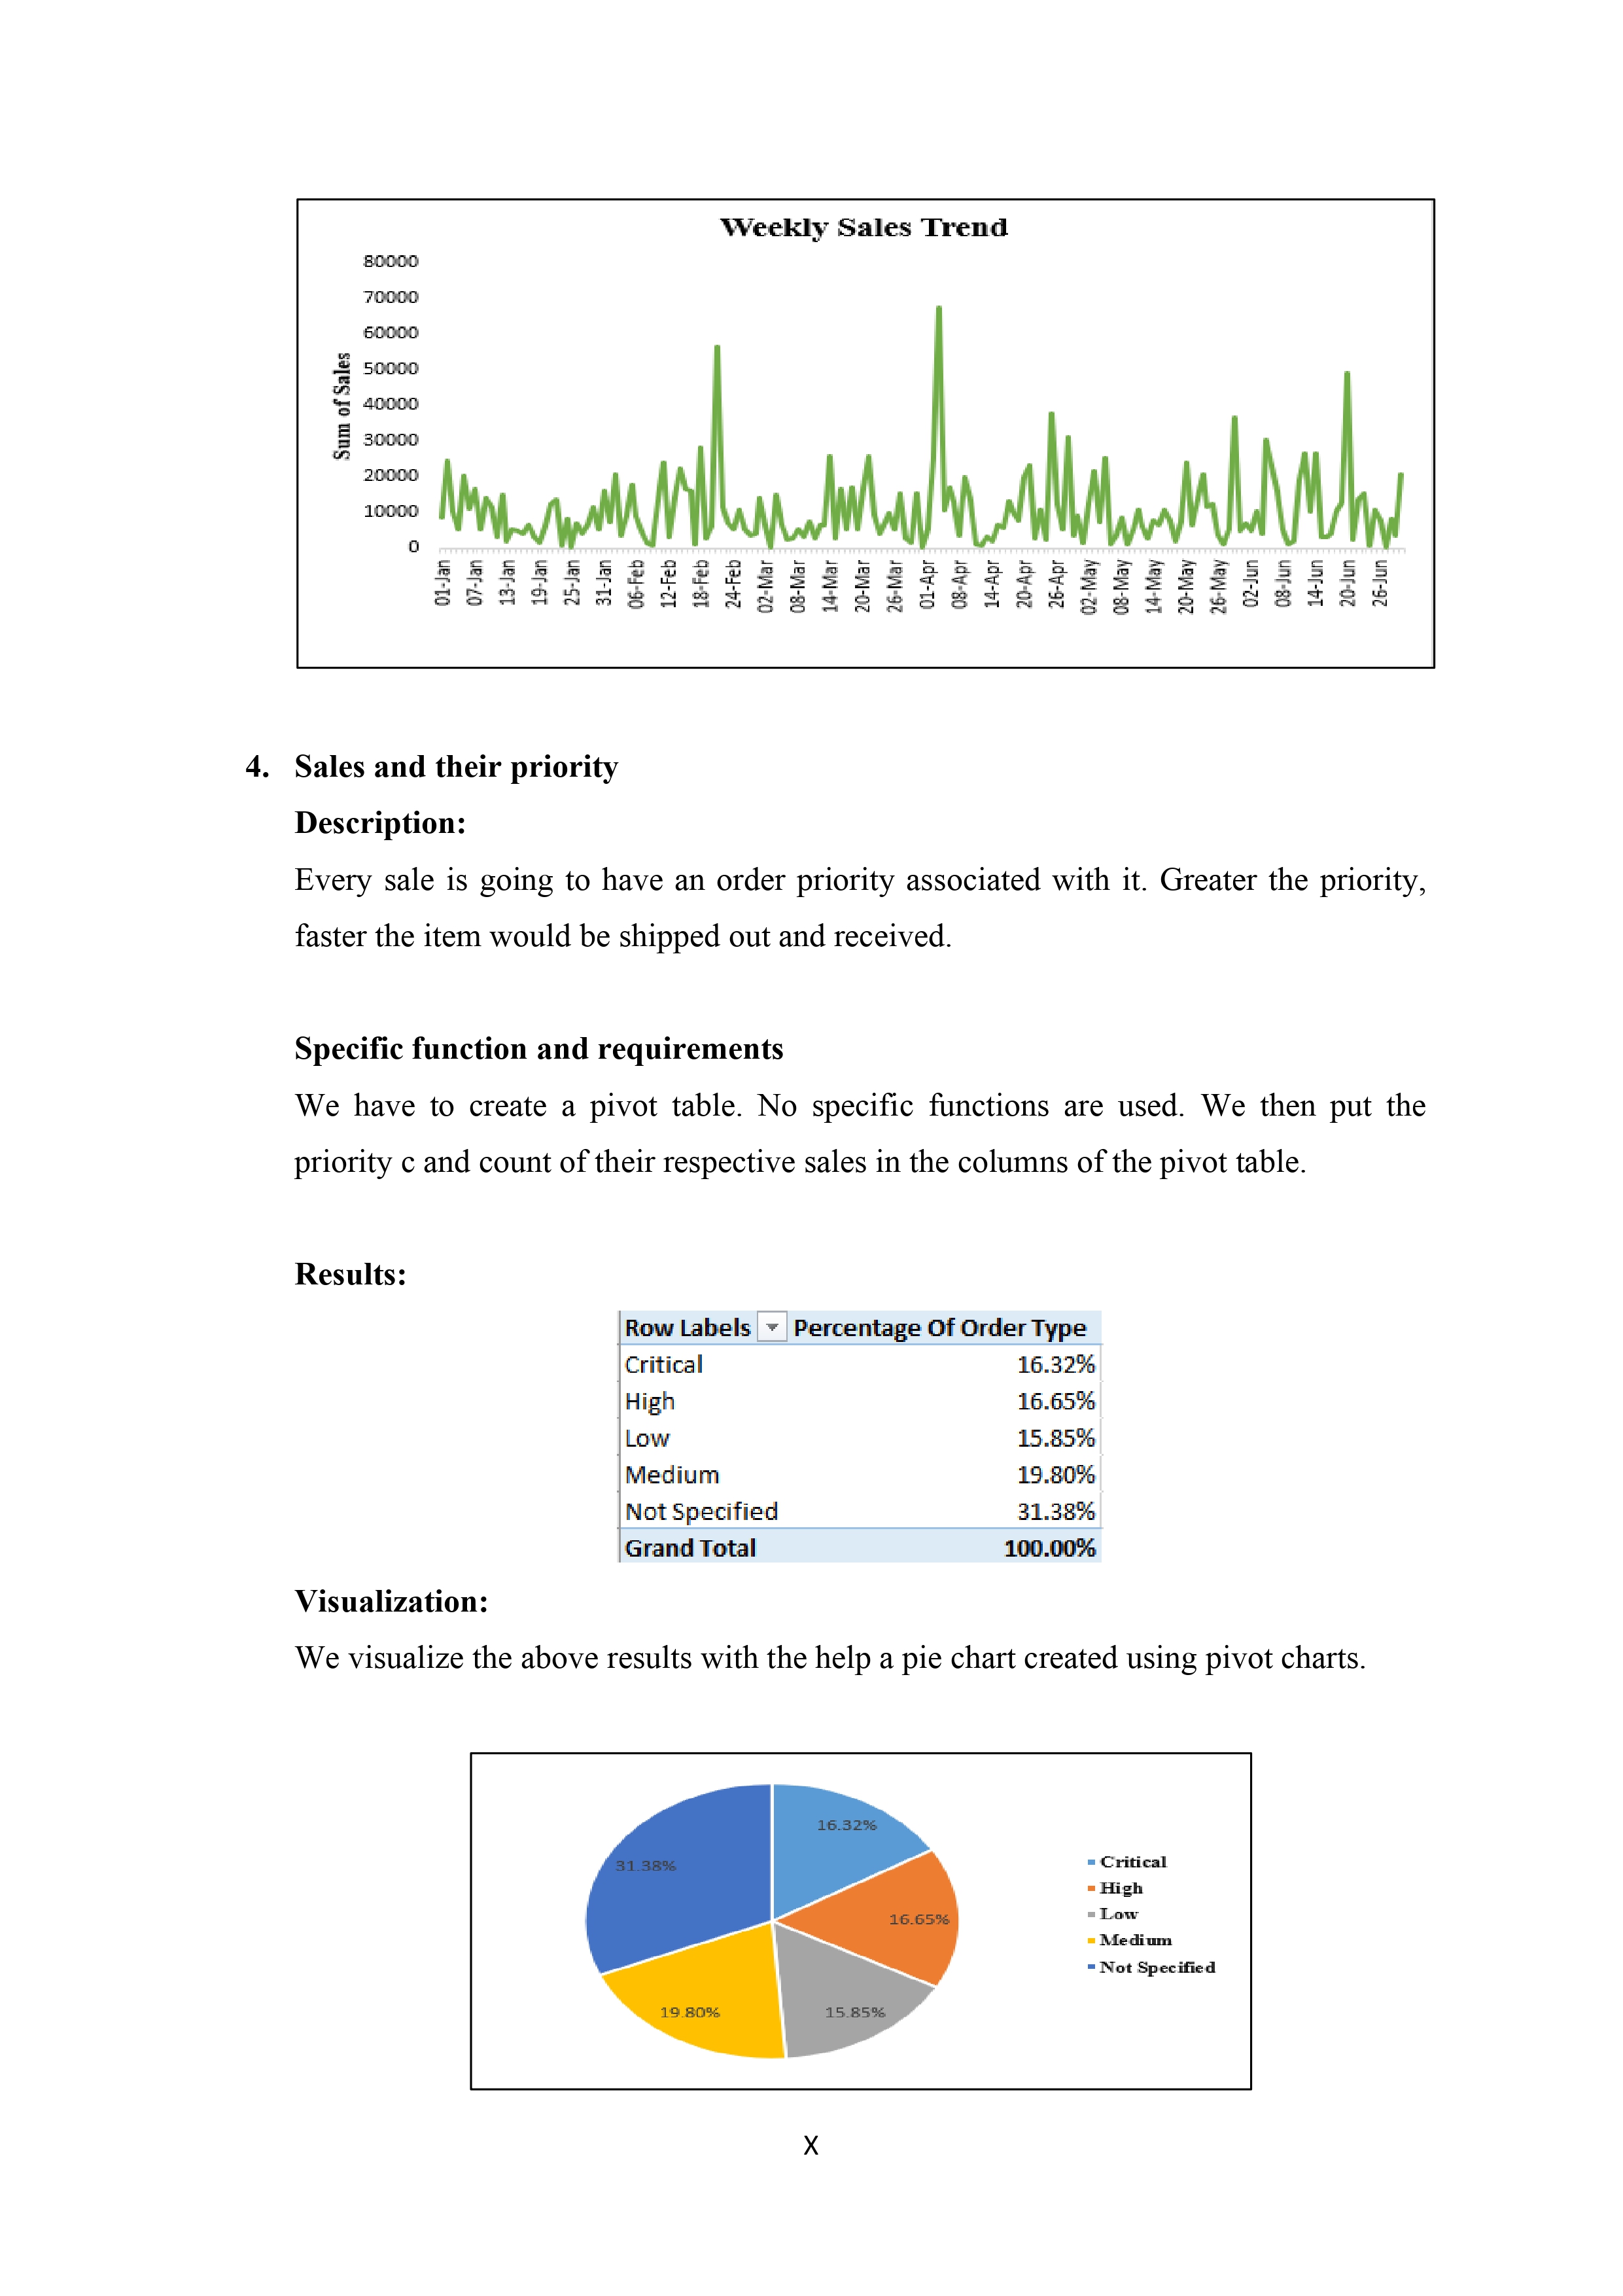 Weekly Sales Trend
80000
70000
60000
50000
40000
30000
20000
10000
0
Sum of Sales
01-Jan
07-Jan
13-Jan
19-Jan
25-Jan
31-Jan
06-Feb
12-Feb
18-Feb
24-Feb
02-Mar
08-Mar
14-Mar
20-Mar
26-Mar
01-Apr
08-Apr
14-Apr
20-Apr
26-Apr
02-May
08-May
14-May
20-May
26-May
02-Jun
08-Jun
14-Jun
20-Jun
26-Jun
4. Sales and their priority
Description:
Every sale is going to have an order priority associated with it. Greater the priority,
faster the item would be shipped out and received.
Specific function and requirements
We have to create a pivot table. No specific functions are used. We then put the
priority c and count of their respective sales in the columns of the pivot table.
Results:
Row Labels Percentage Of Order Type
Critical 16.32%
High 16.65%
Low 15.85%
Medium 19.80%
Not Specified 31.38%
Grand Total 100.00%
Visualization:
We visualize the above results with the help a pie chart created using pivot charts.
16.32%
16.65%
15.85%
19.80%
31.38%
Critical
High
Low
Medium
Not Specified
X